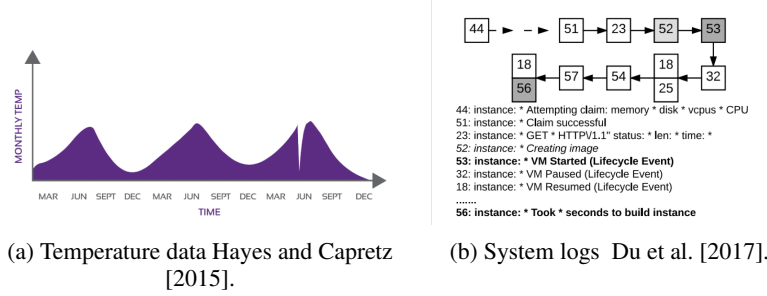 MONTHLY TEMP
MAR JUN SEPT DEC MAR JUN SEPT DEC MAR JUN SEPT DEC
TIME
44 51 23 52 53
18 56 57 54 18 25 32
44: instance: * Attempting claim: memory * disk * vcpus * CPU
51: instance: * Claim successful
23: instance: * GET * HTTP\/1.1" status: * len: * time: *
52: instance: * Creating image
53: instance: * VM Started (Lifecycle Event)
32: instance: * VM Paused (Lifecycle Event)
18: instance: * VM Resumed (Lifecycle Event)
.......
56: instance: * Took * seconds to build instance
(a) Temperature data Hayes and Capretz
[2015].
(b) System logs Du et al. [2017].